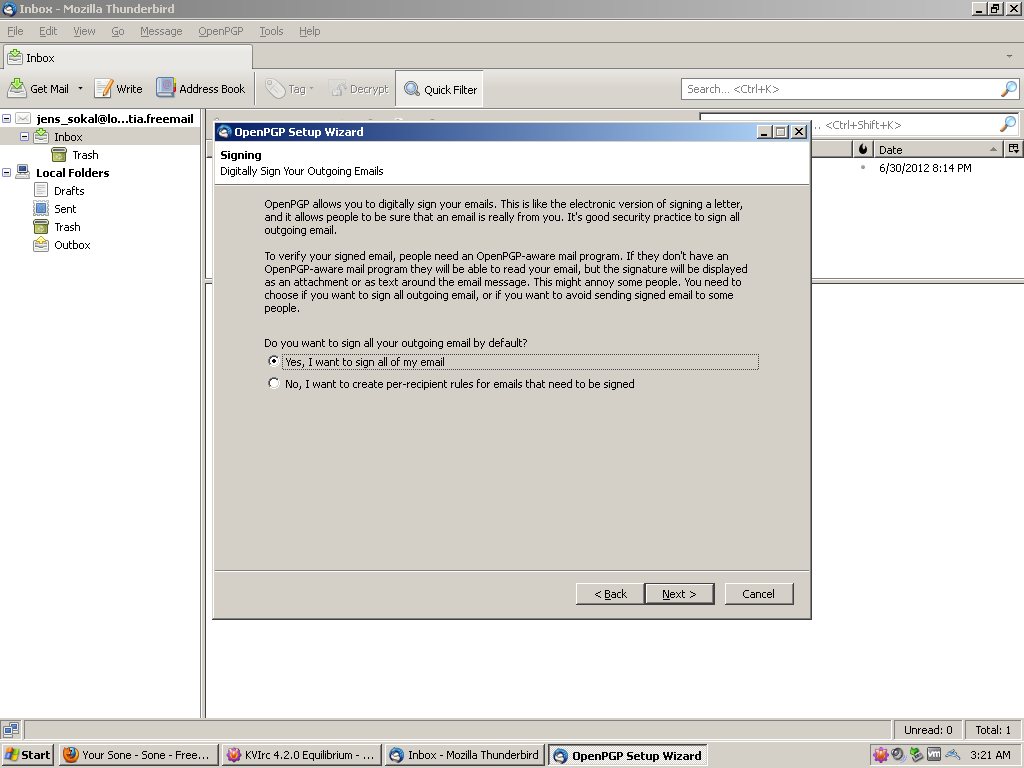 Inbox - Mozilla Thunderbird
File Edit View Go Message OpenPGP Tools Help
Inbox
Get Mail Write Address Book Tag Decrypt Quick Filter Search... <Ctrl+K>
jens_sokal@lo...tia.freemail
Inbox
Trash
Local Folders
Drafts
Sent
Trash
Outbox
... <Ctrl+Shift+K>
Date
6/30/2012 8:14 PM
OpenPGP Setup Wizard
Signing
Digitally Sign Your Outgoing Emails
OpenPGP allows you to digitally sign your emails. This is like the electronic version of signing a letter,
and it allows people to be sure that an email is really from you. It's good security practice to sign all
outgoing email.
To verify your signed email, people need an OpenPGP-aware mail program. If they don't have an
OpenPGP-aware mail program they will be able to read your email, but the signature will be displayed
as an attachment or as text around the email message. This might annoy some people. You need to
choose if you want to sign all outgoing email, or if you want to avoid sending signed email to some
people.
Do you want to sign all your outgoing email by default?
Yes, I want to sign all of my email
No, I want to create per-recipient rules for emails that need to be signed
< Back Next > Cancel
Unread: 0 Total: 1
Start Your Sone - Sone - Free... KVIrc 4.2.0 Equilibrium - ... Inbox - Mozilla Thunderbird OpenPGP Setup Wizard 3:21 AM